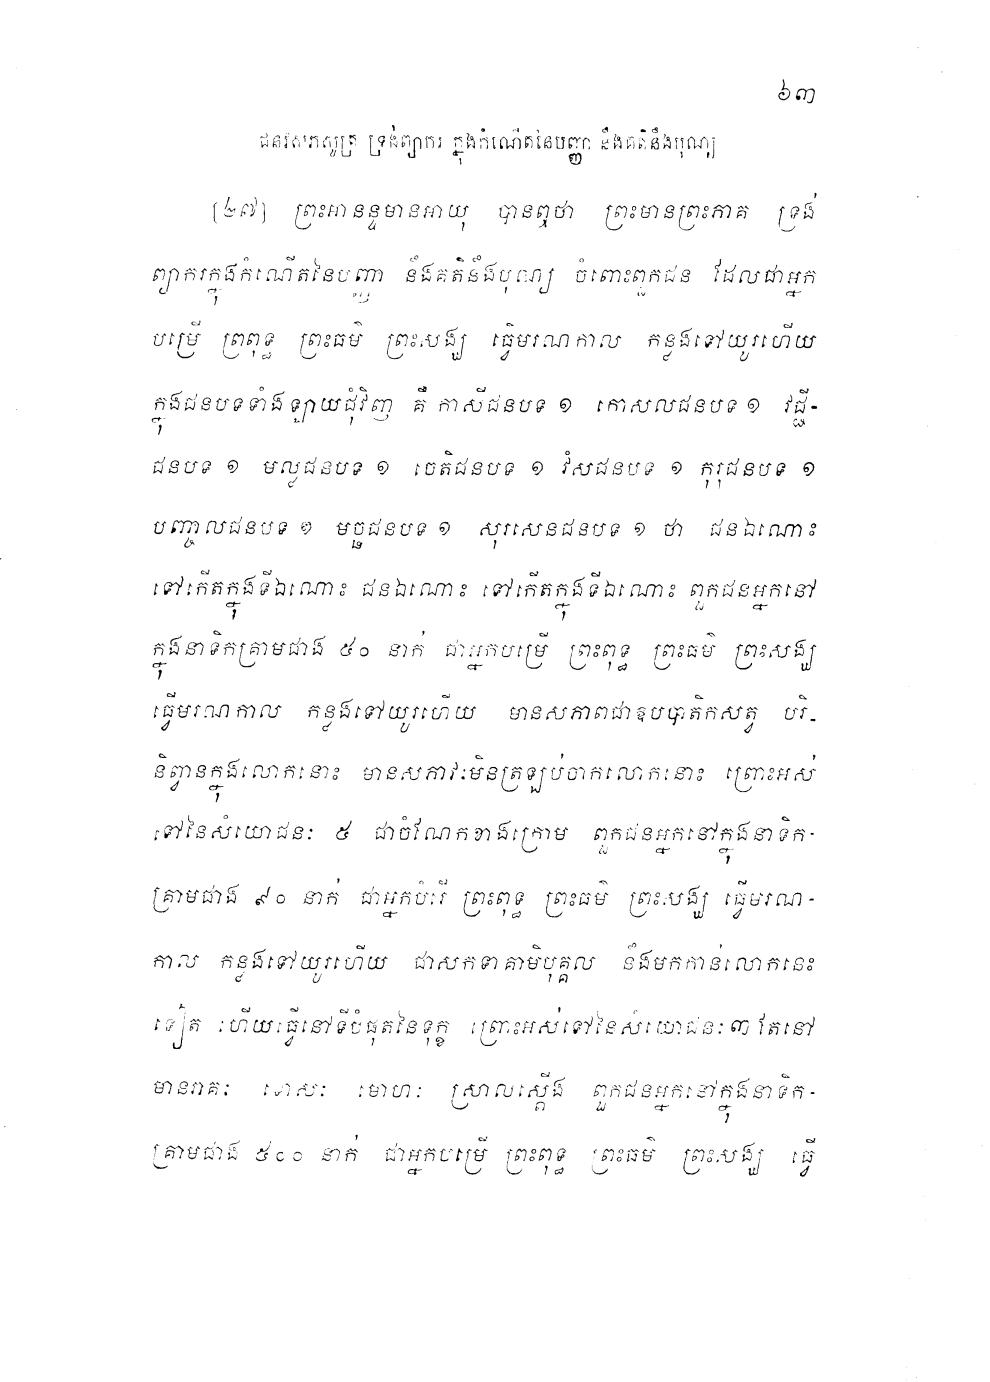 ៦៣
ជនវសភសូត្រ ទ្រង់ព្យាករ ក្នុងកំណើតនៃបញ្ហា នឹងគតិនឹងបុណ្យ
[៤៧] ព្រះអានន្ទមានអាយុ បានឮថា ព្រះមានព្រះភាគ ទ្រង់
ព្យាករក្នុងកំណើតនៃបញ្ហា នឹងគតិនឹងបុណ្យ ចំពោះពួកជន ដែលជាអ្នក
បម្រើ ព្រះពុទ្ធ ព្រះធម៌ ព្រះសង្ឃ ធ្វើមរណកាល កន្លងទៅយូរហើយ
ក្នុងជនបទទាំងឡាយជុំវិញ គឺ កាសីជនបទ ១ កោសលជនបទ ១ វជ្ជី-
ជនបទ ១ មល្លជនបទ ១ ចេតិជនបទ ១ វំសជនបទ ១ កុរុជនបទ ១
បញ្ចាលជនបទ ១ មច្ឆជនបទ ១ សុរសេនជនបទ ១ ថា ជនឯណោះ
ទៅកើតក្នុងទីឯណោះ ជនឯណោះ ទៅកើតក្នុងទីឯណោះ ពួកជនអ្នកនៅ
ក្នុងនាទិកគ្រាមជាង ៥០ នាក់ ជាអ្នកបម្រើ ព្រះពុទ្ធ ព្រះធម៌ ព្រះសង្ឃ
ធ្វើមរណកាល កន្លងទៅយូរហើយ មានសភាពជាឧបបាតិកសត្វ បរិ-
និព្វានក្នុងលោកនោះ មានសភាវៈមិនត្រឡប់ចាកលោកនោះ ព្រោះអស់
ទៅនៃសំយោជនៈ ៥ ជាចំណែកខាងក្រោម ពួកជនអ្នកនៅក្នុងនាទិក-
គ្រាមជាង ៩០ នាក់ ជាអ្នកបំរើ ព្រះពុទ្ធ ព្រះធម៌ ព្រះសង្ឃ ធ្វើមរណ-
កាល កន្លងទៅយូរហើយ ជាសកទាគាមិបុគ្គល នឹងមកកាន់លោកនេះ
ទៀត ហើយធ្វើនៅទីបំផុតនៃទុក្ខ ព្រោះអស់ទៅនៃសំយោជនៈ ៣ តែនៅ
មានរាគៈ ទោសៈ មោហៈ ស្រាលស្តើង ពួកជនអ្នកនៅក្នុងនាទិក-
គ្រាមជាង ៥០០ នាក់ ជាអ្នកបម្រើ ព្រះពុទ្ធ ព្រះធម៌ ព្រះសង្ឃ ធ្វើ